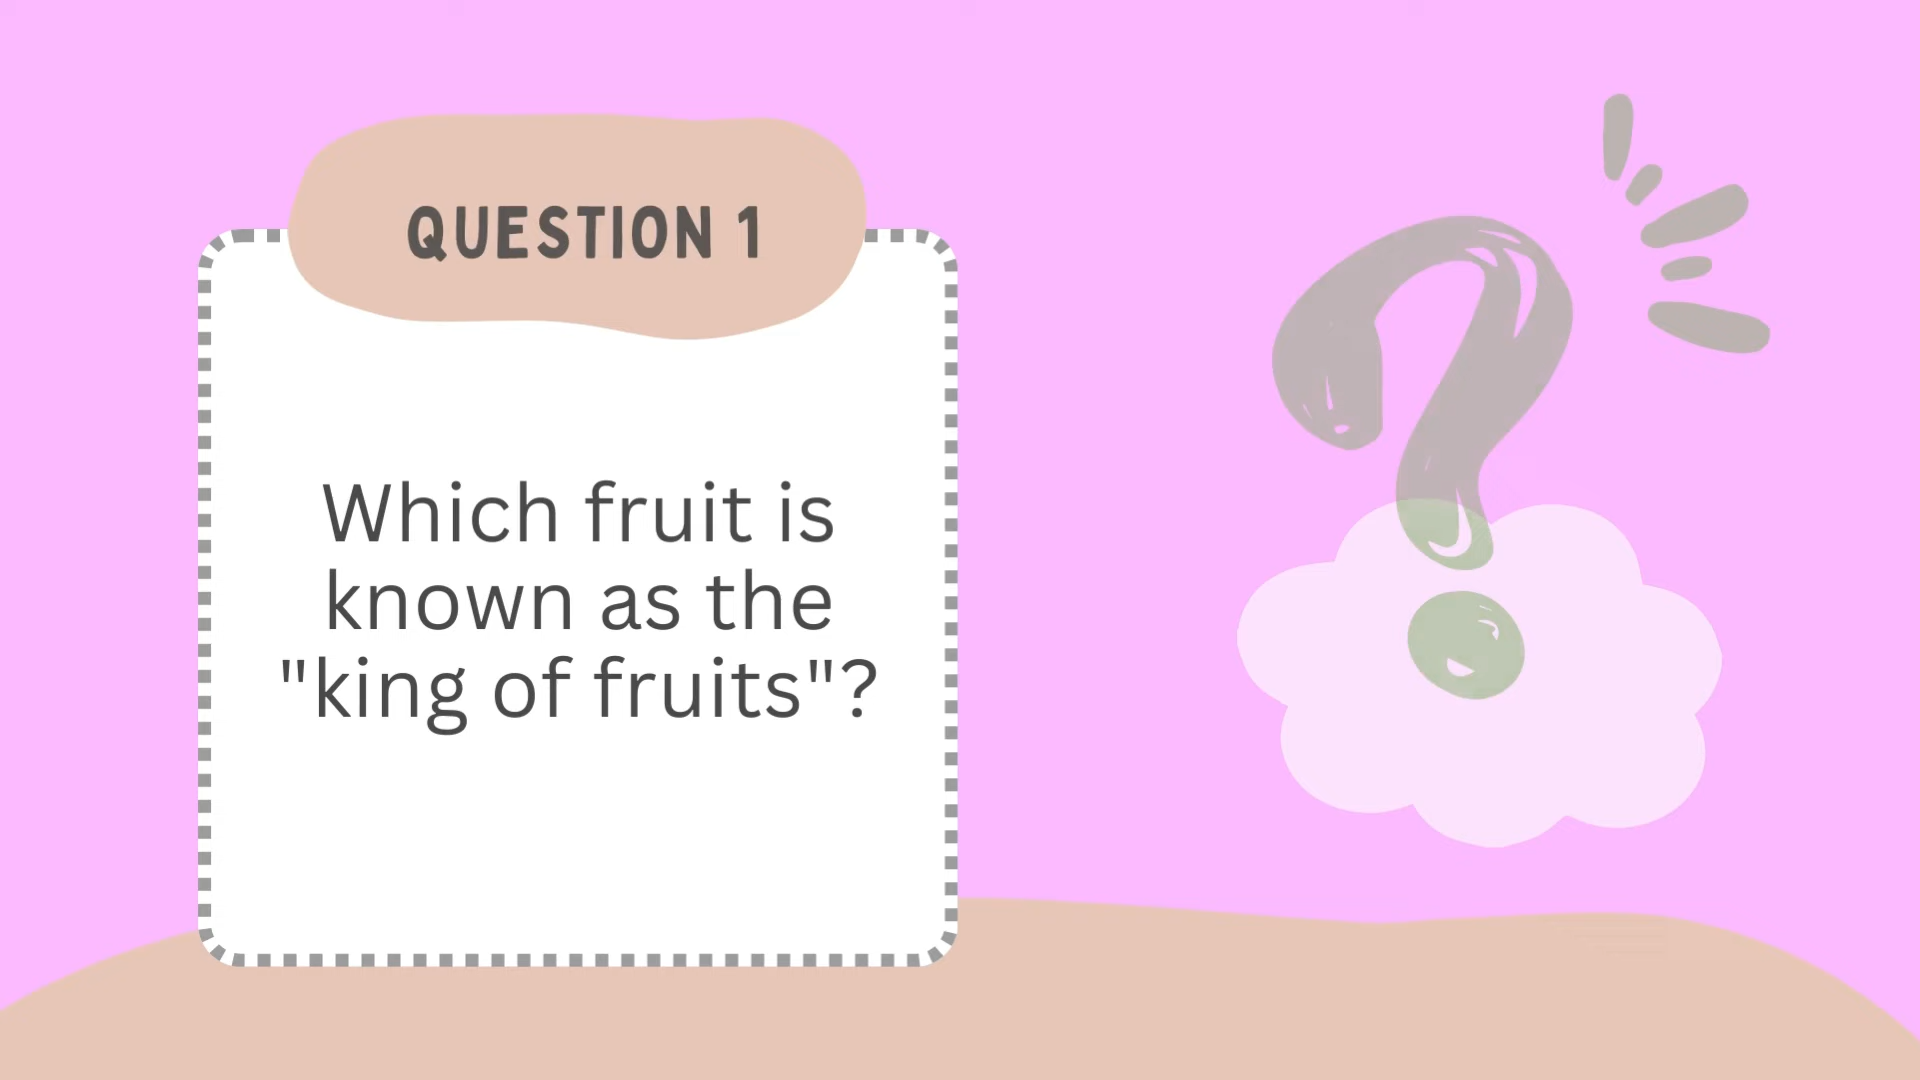 QUESTION 1
Which fruit is
known as the
"king of fruits"?